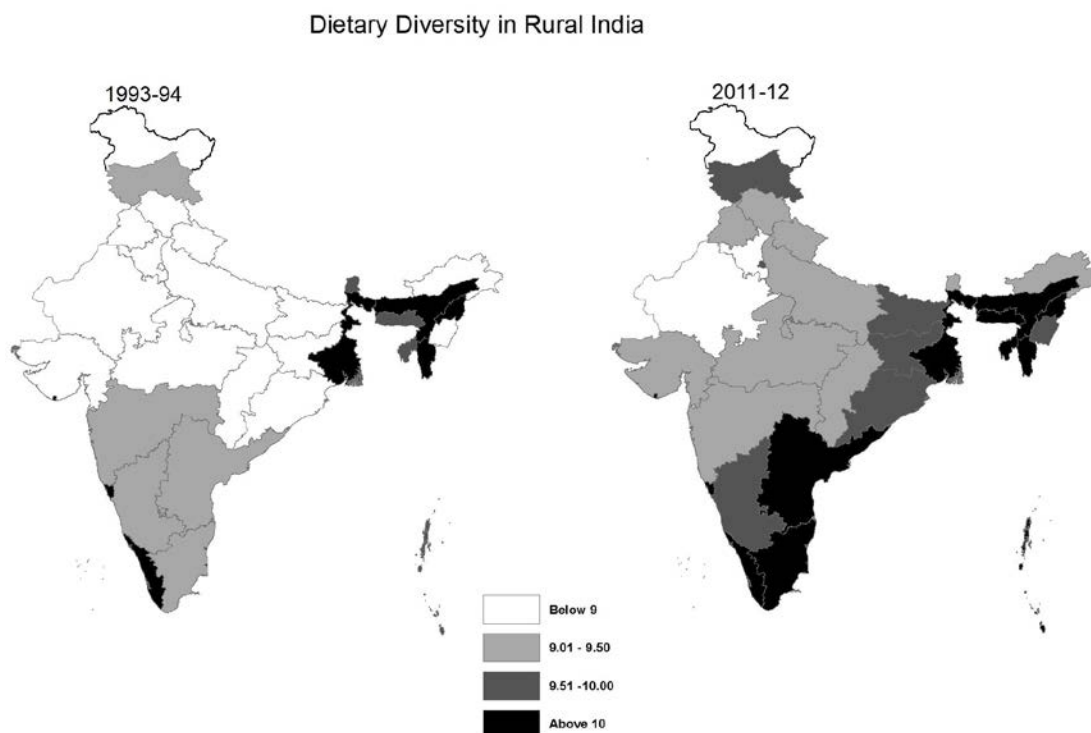 Dietary Diversity in Rural India
1993-94
2011-12
Below 9
9.01 - 9.50
9.51 -10.00
Above 10